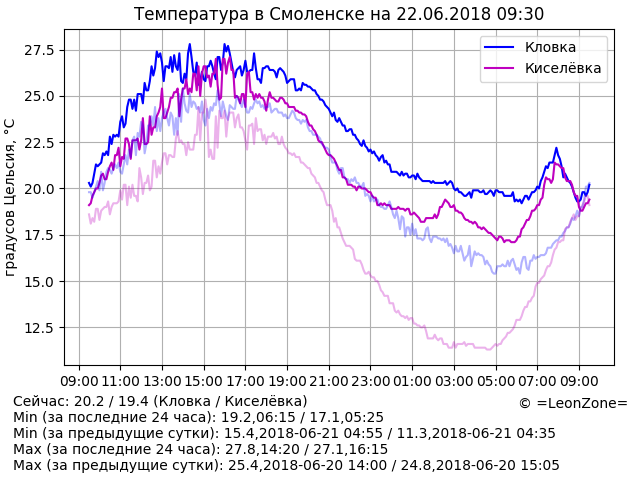 Температура в Смоленске на 22.06.2018 09:30
градусов Цельсия, °C
27.5
25.0
22.5
20.0
17.5
15.0
12.5
Кловка
Киселёвка
09:00 11:00 13:00 15:00 17:00 19:00 21:00 23:00 01:00 03:00 05:00 07:00 09:00
Сейчас: 20.2 / 19.4 (Кловка / Киселёвка)
© =LeonZone=
Min (за последние 24 часа): 19.2,06:15 / 17.1,05:25
Min (за предыдущие сутки): 15.4,2018-06-21 04:55 / 11.3,2018-06-21 04:35
Max (за последние 24 часа): 27.8,14:20 / 27.1,16:15
Max (за предыдущие сутки): 25.4,2018-06-20 14:00 / 24.8,2018-06-20 15:05